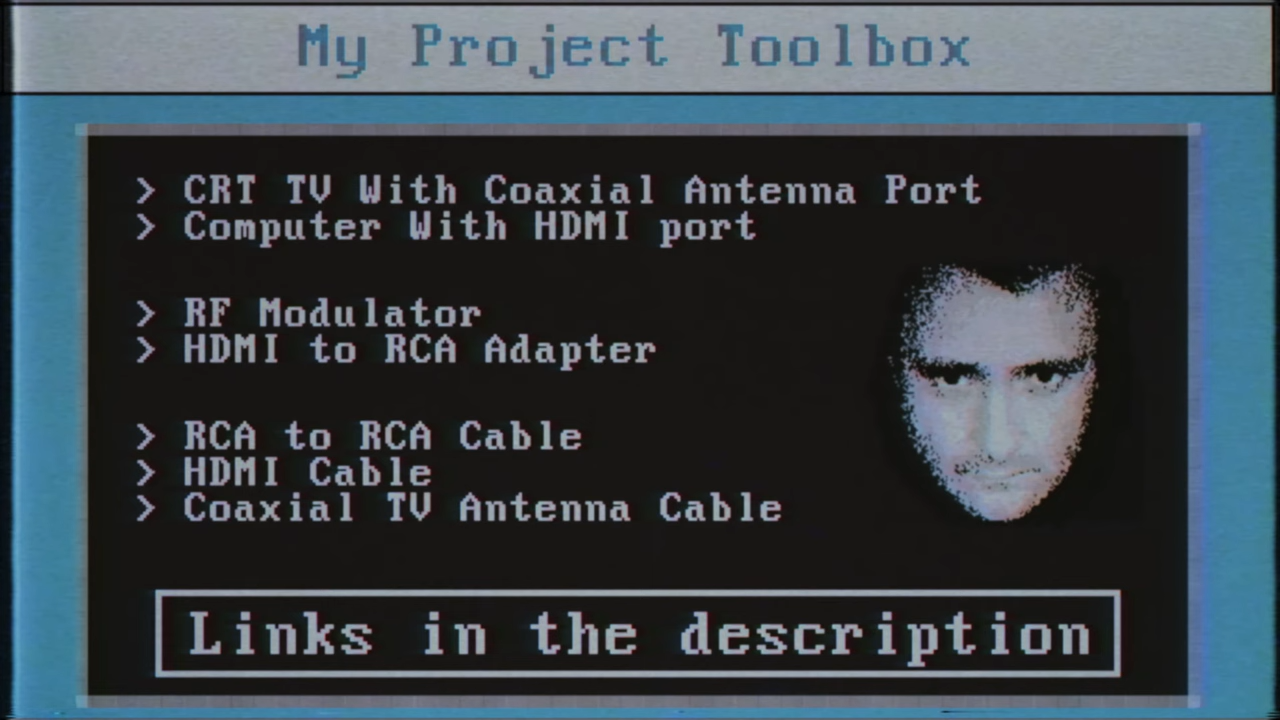 My Project Toolbox
> CRT TV With Coaxial Antenna Port
> Computer With HDMI port
> RF Modulator
> HDMI to RCA Adapter
> RCA to RCA Cable
> HDMI Cable
> Coaxial TV Antenna Cable
Links in the description